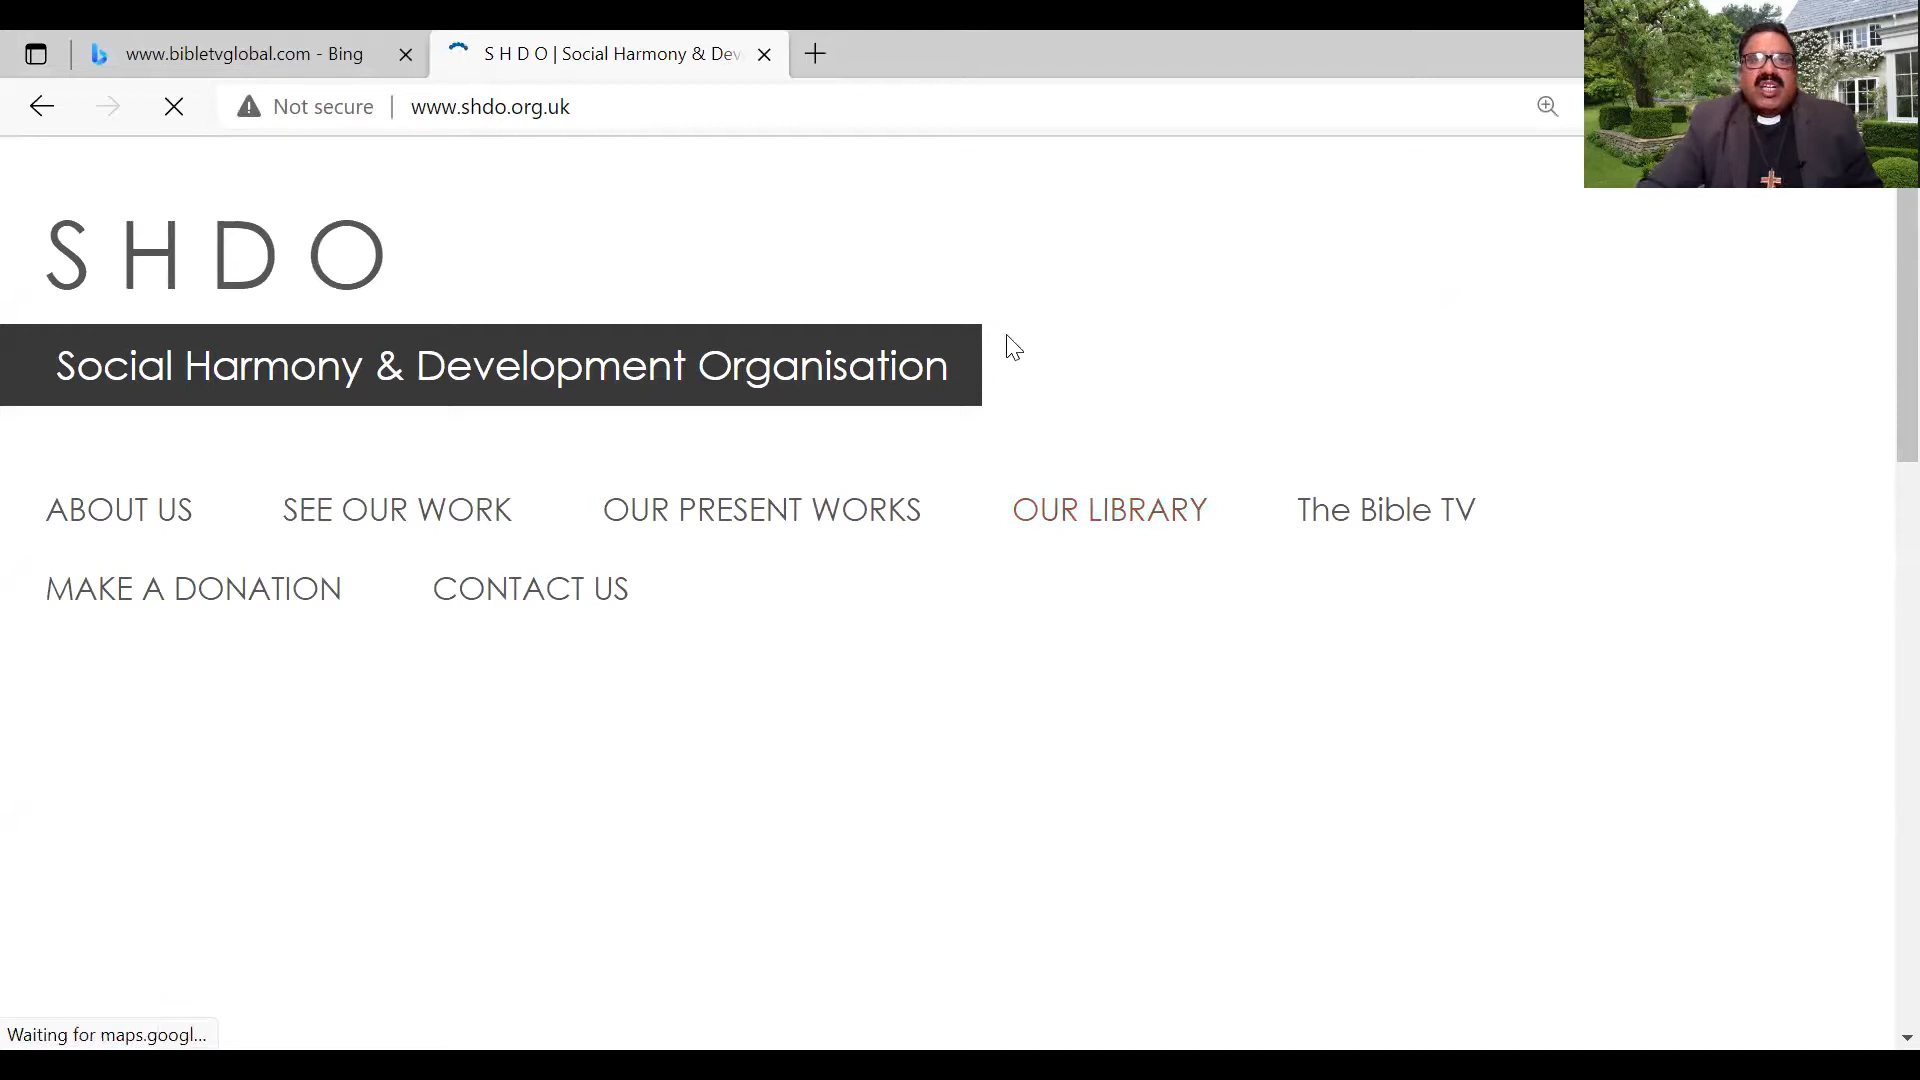 www.bibletvglobal.com - Bing
S H D O | Social Harmony & Dev
Not secure
www.shdo.org.uk
S H D O
Social Harmony & Development Organisation
ABOUT US
SEE OUR WORK
OUR PRESENT WORKS
OUR LIBRARY
The Bible TV
MAKE A DONATION
CONTACT US
Waiting for maps.googl...